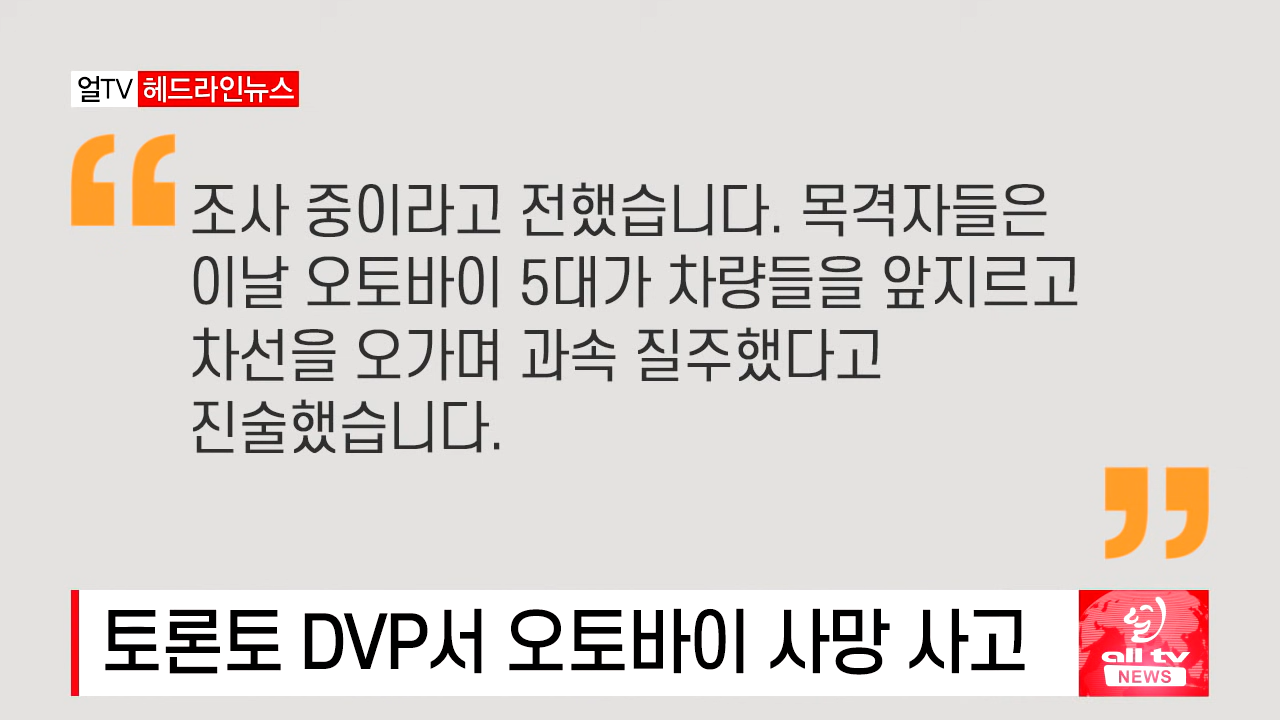 얼TV 헤드라인뉴스
조사 중이라고 전했습니다. 목격자들은
이날 오토바이 5대가 차량들을 앞지르고
차선을 오가며 과속 질주했다고
진술했습니다.
토론토 DVP서 오토바이 사망 사고
얼
all tv
NEWS